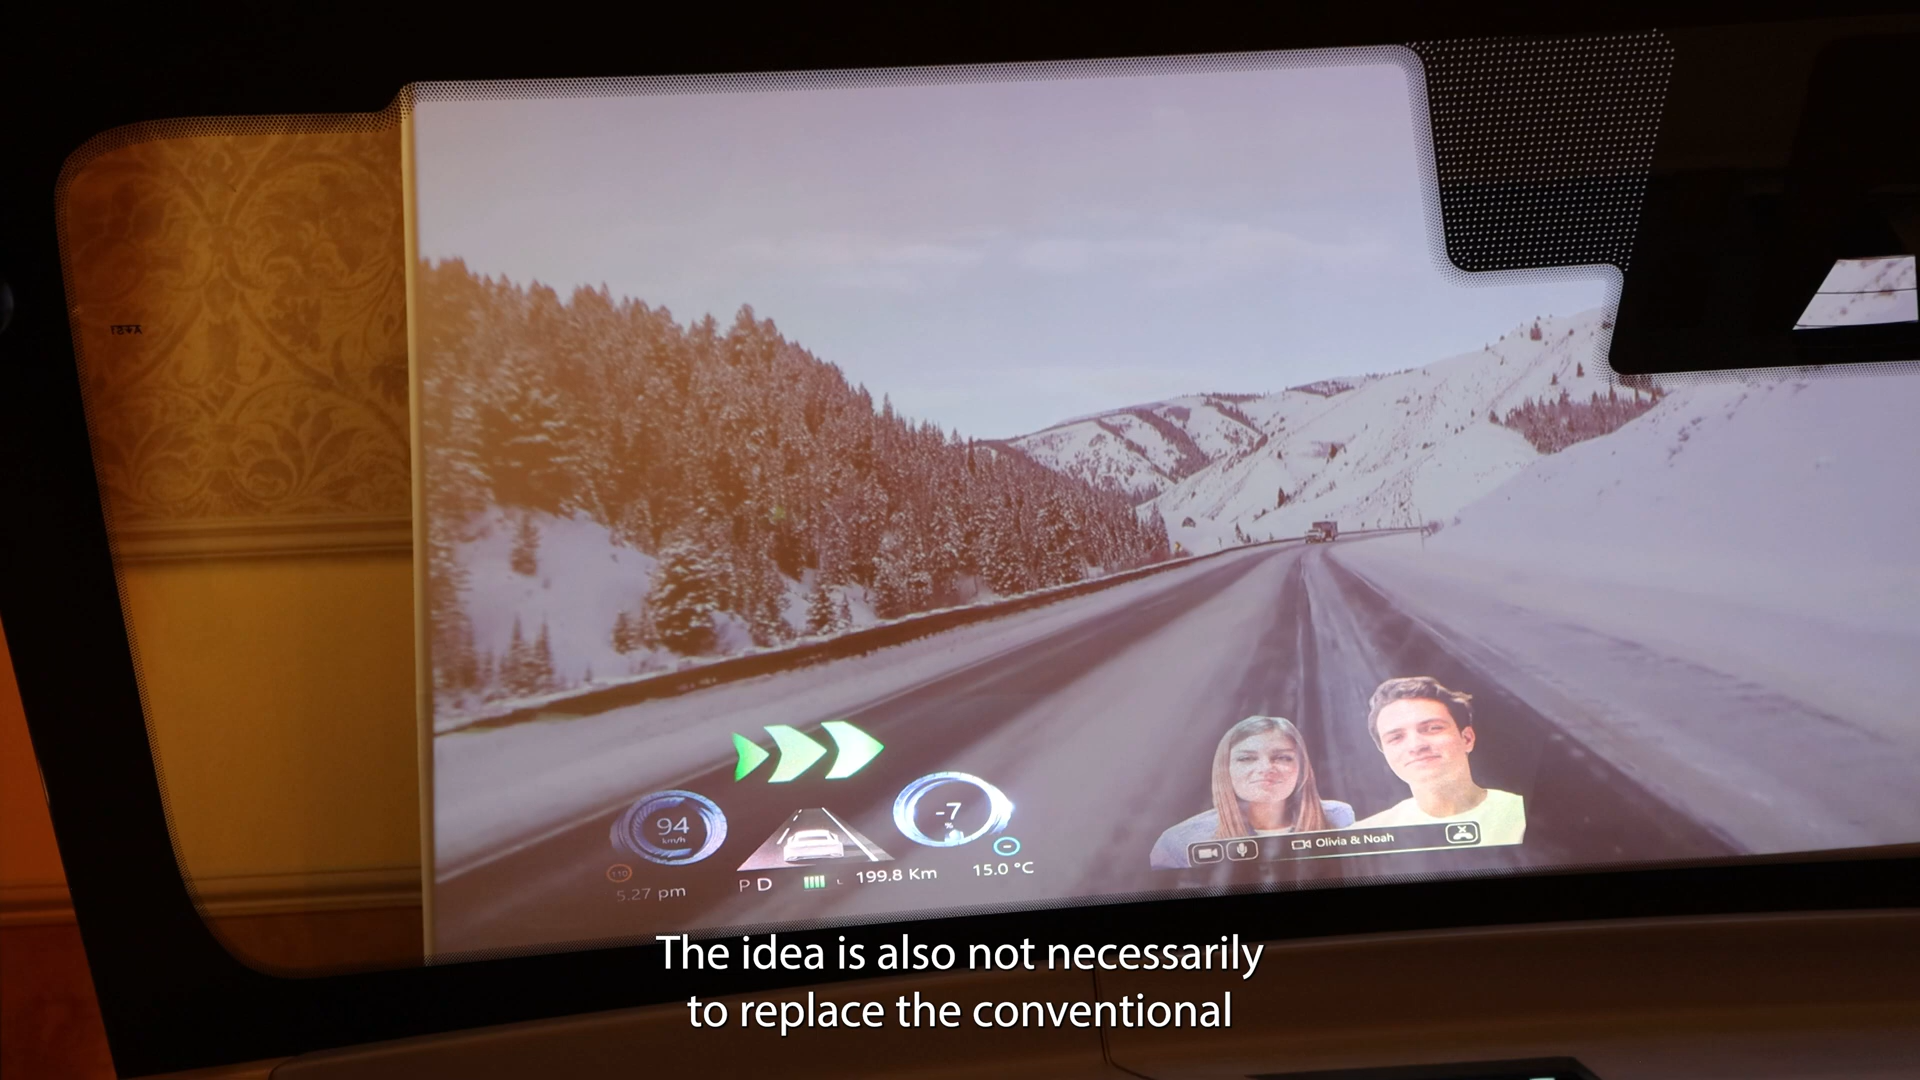 94
km/h
110
5.27 pm
P D
199.8 Km
-7
%
15.0 °C
Olivia & Noah
The idea is also not necessarily
to replace the conventional